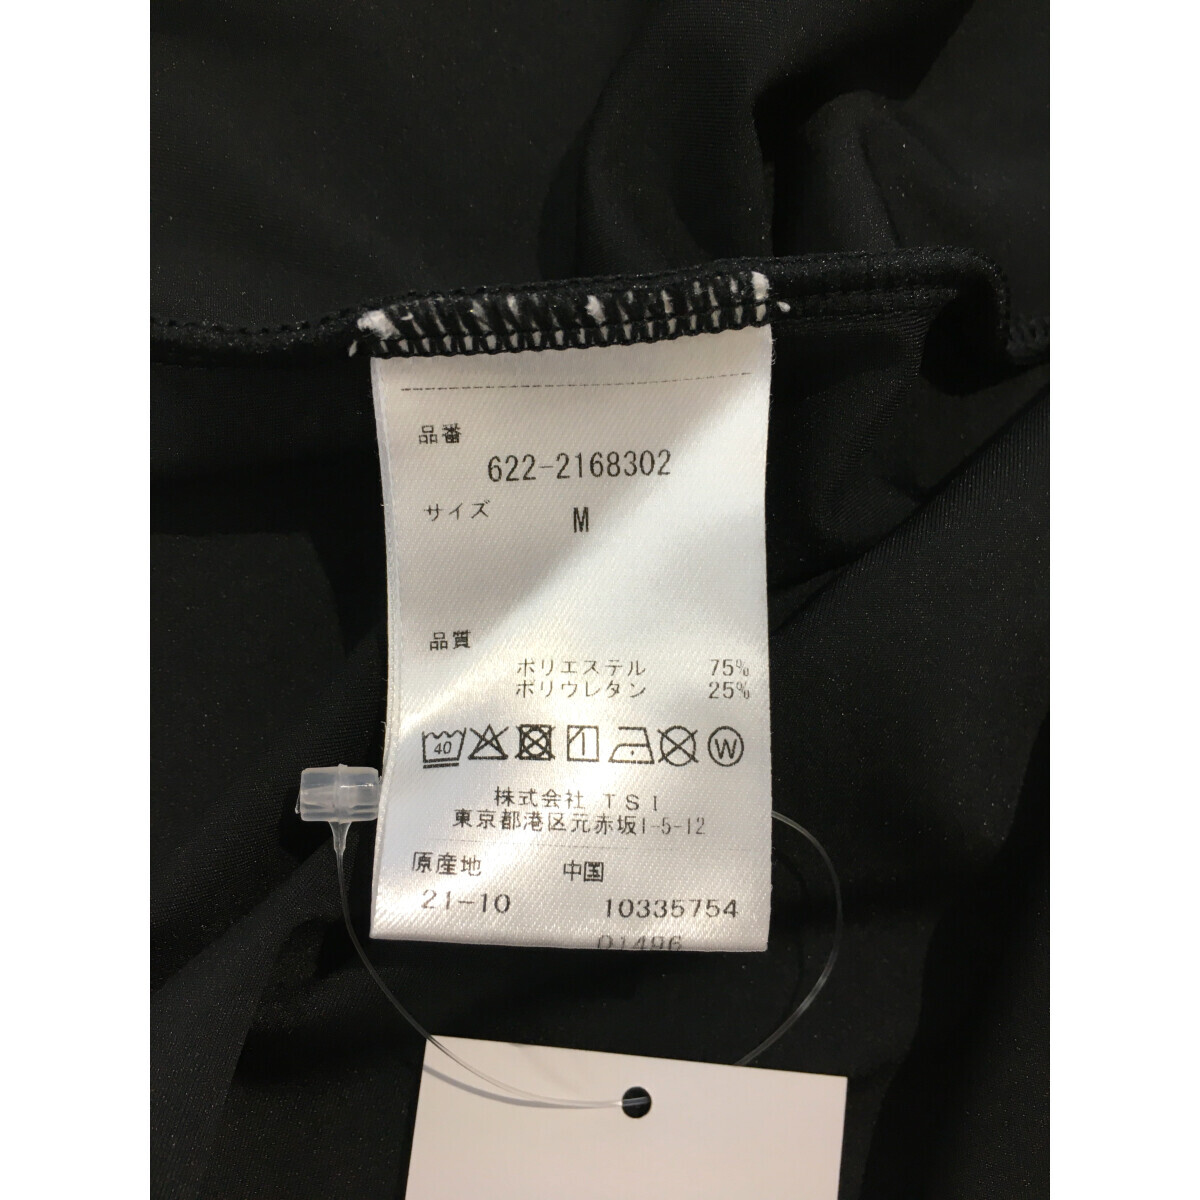 品番
622-2168302
サイズ
M
品質
ポリエステル 75%
ポリウレタン 25%
40 W
株式会社 TSI
東京都港区元赤坂1-5-12
原産地 中国
21-10 10335754
01496